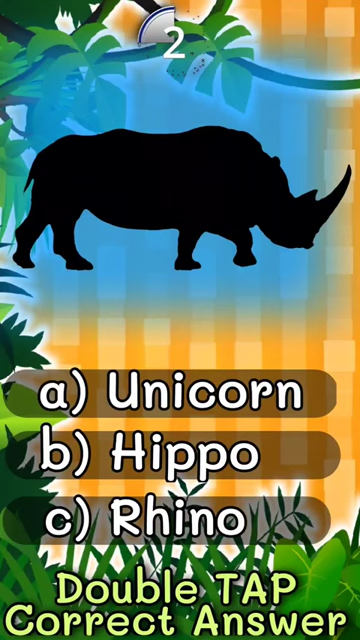 2
a) Unicorn
b) Hippo
c) Rhino
Double TAP
Correct Answer